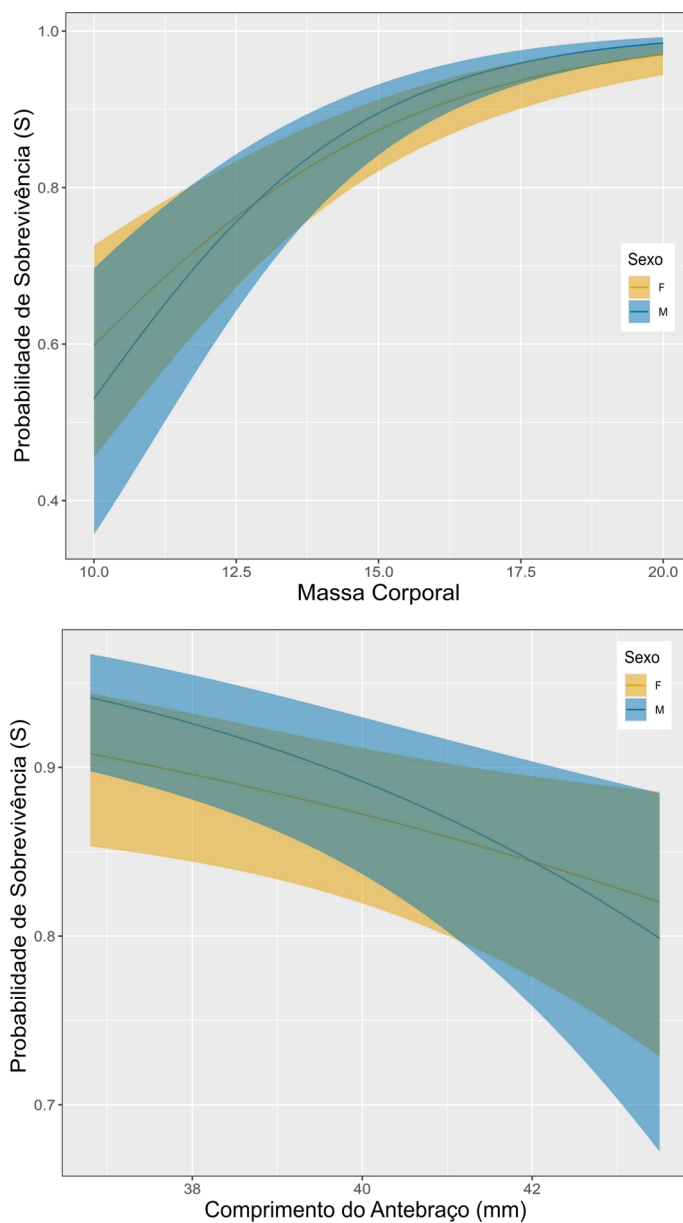 1.0
0.8
0.6
0.4
Probabilidade de Sobrevivência (S)
Sexo
F
M
10.0 12.5 15.0 17.5 20.0
Massa Corporal
Sexo
F
M
0.9
0.8
0.7
Probabilidade de Sobrevivência (S)
38 40 42
Comprimento do Antebraço (mm)